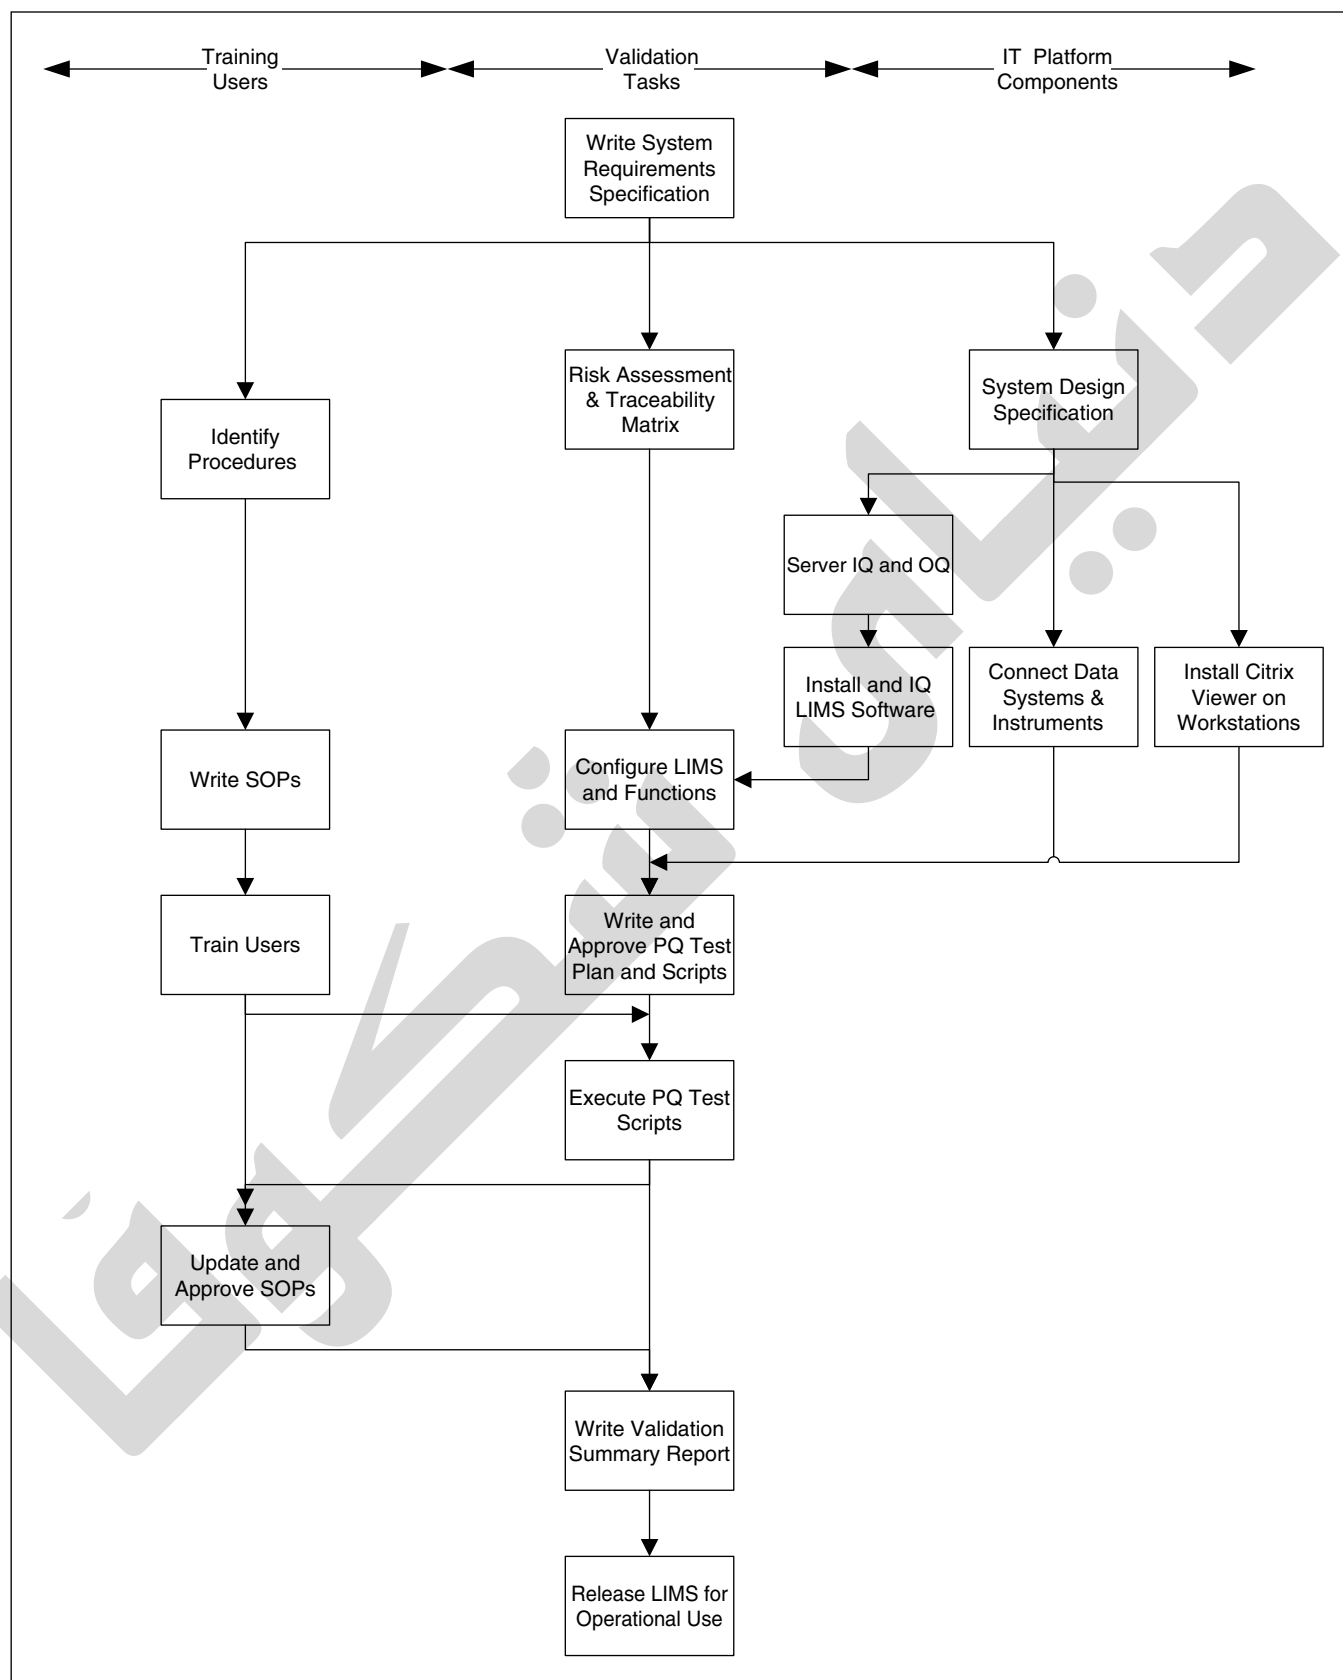 Training
Users
Validation
Tasks
IT Platform
Components
Write System
Requirements
Specification
Risk Assessment
& Traceability
Matrix
System Design
Specification
Identify
Procedures
Server IQ and OQ
Install and IQ
LIMS Software
Connect Data
Systems &
Instruments
Install Citrix
Viewer on
Workstations
Write SOPs
Configure LIMS
and Functions
Train Users
Write and
Approve PQ Test
Plan and Scripts
Execute PQ Test
Scripts
Update and
Approve SOPs
Write Validation
Summary Report
Release LIMS for
Operational Use
دنیای شکوفا